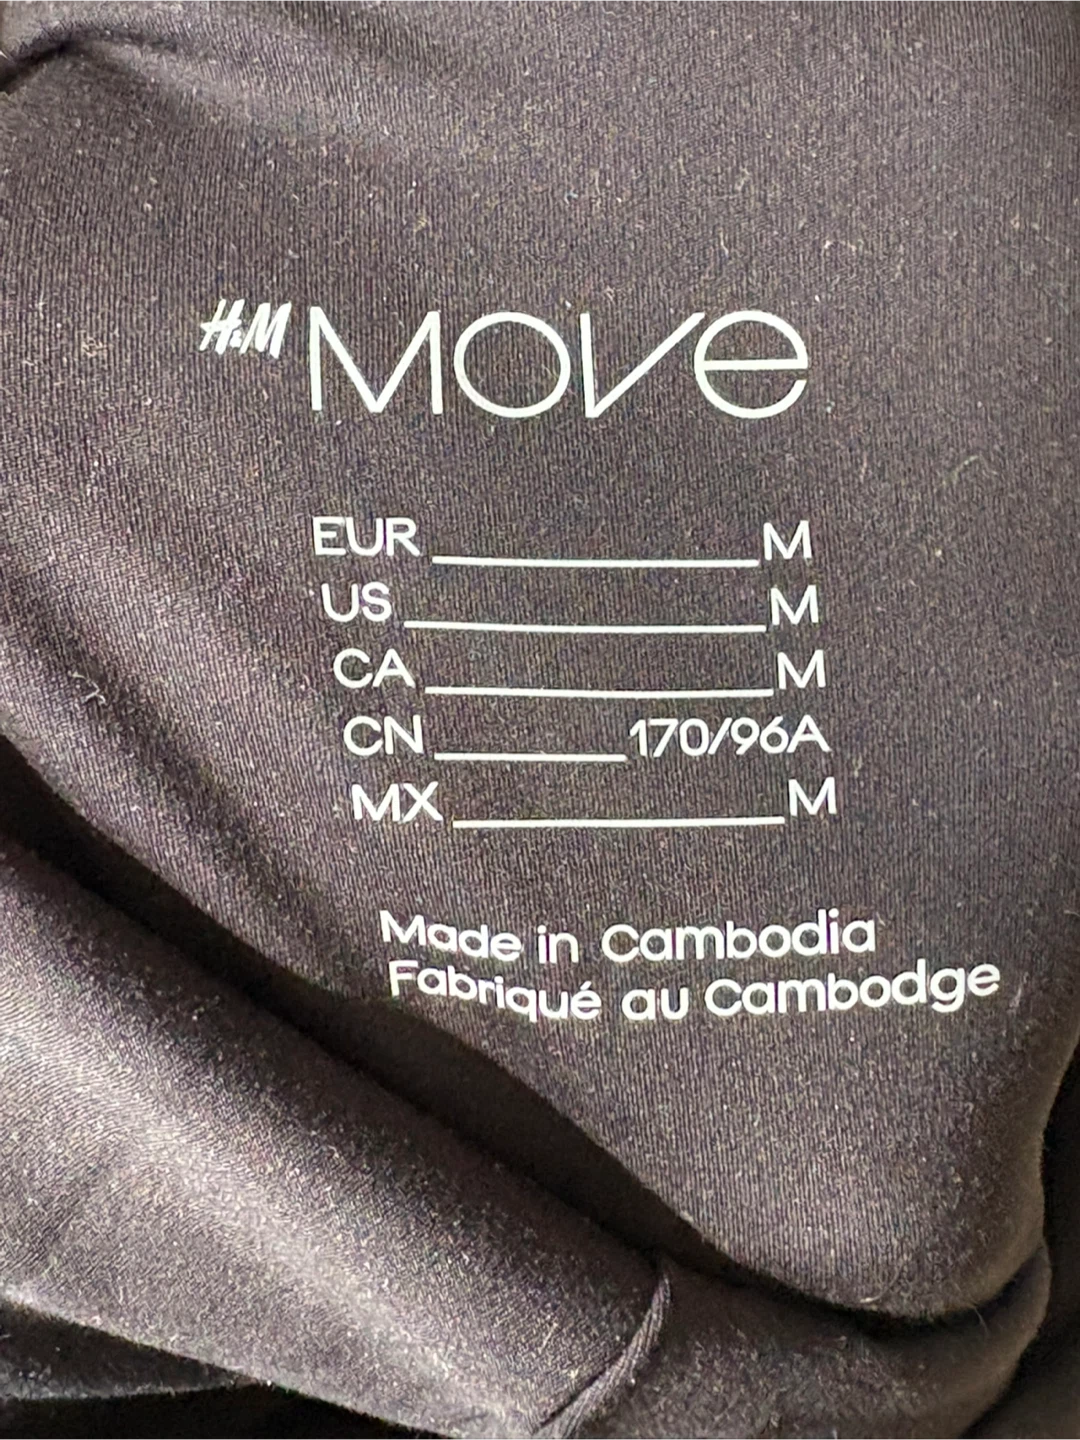 H&M Move
EUR M
US M
CA M
CN 170/96A
MX M
Made in Cambodia
Fabriqué au Cambodge